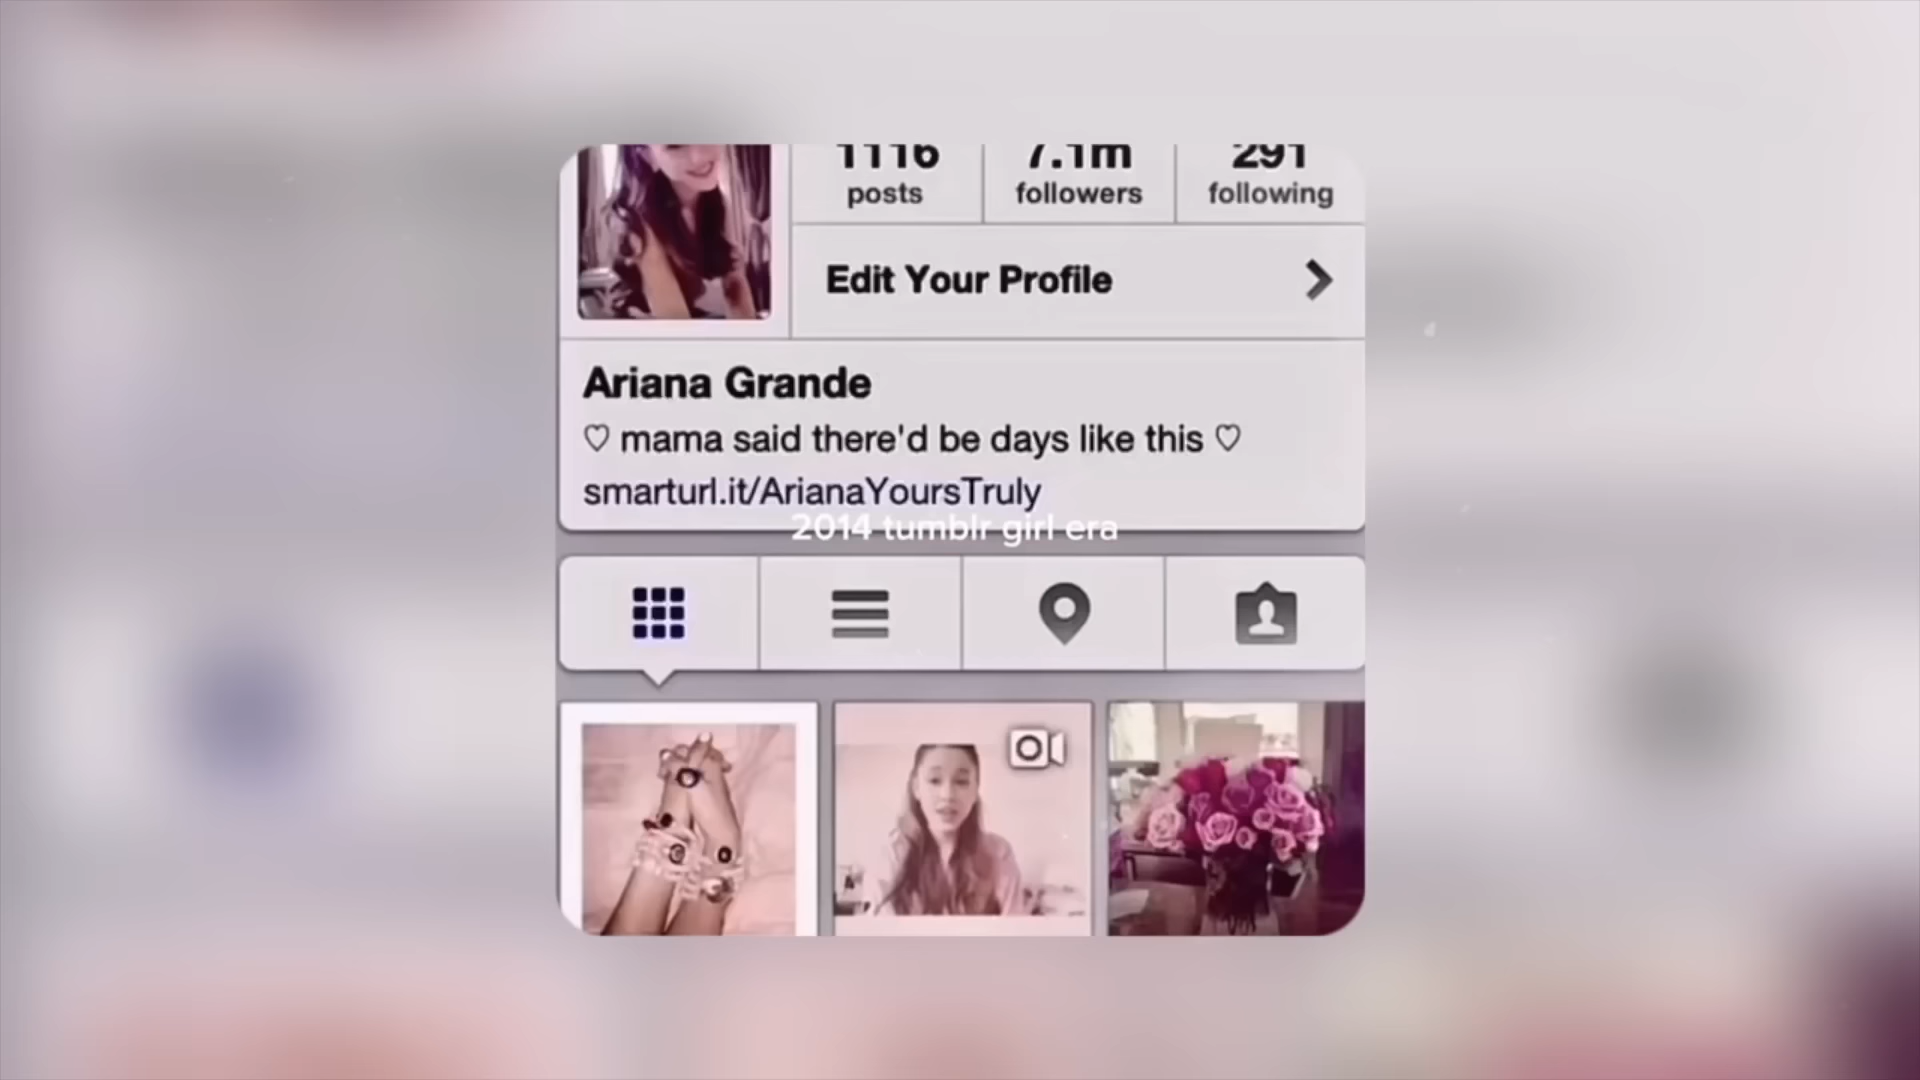 1116
posts
7.1m
followers
291
following
Edit Your Profile
Ariana Grande
♡ mama said there'd be days like this ♡
smarturl.it/ArianaYoursTruly
2014 tumblr girl era